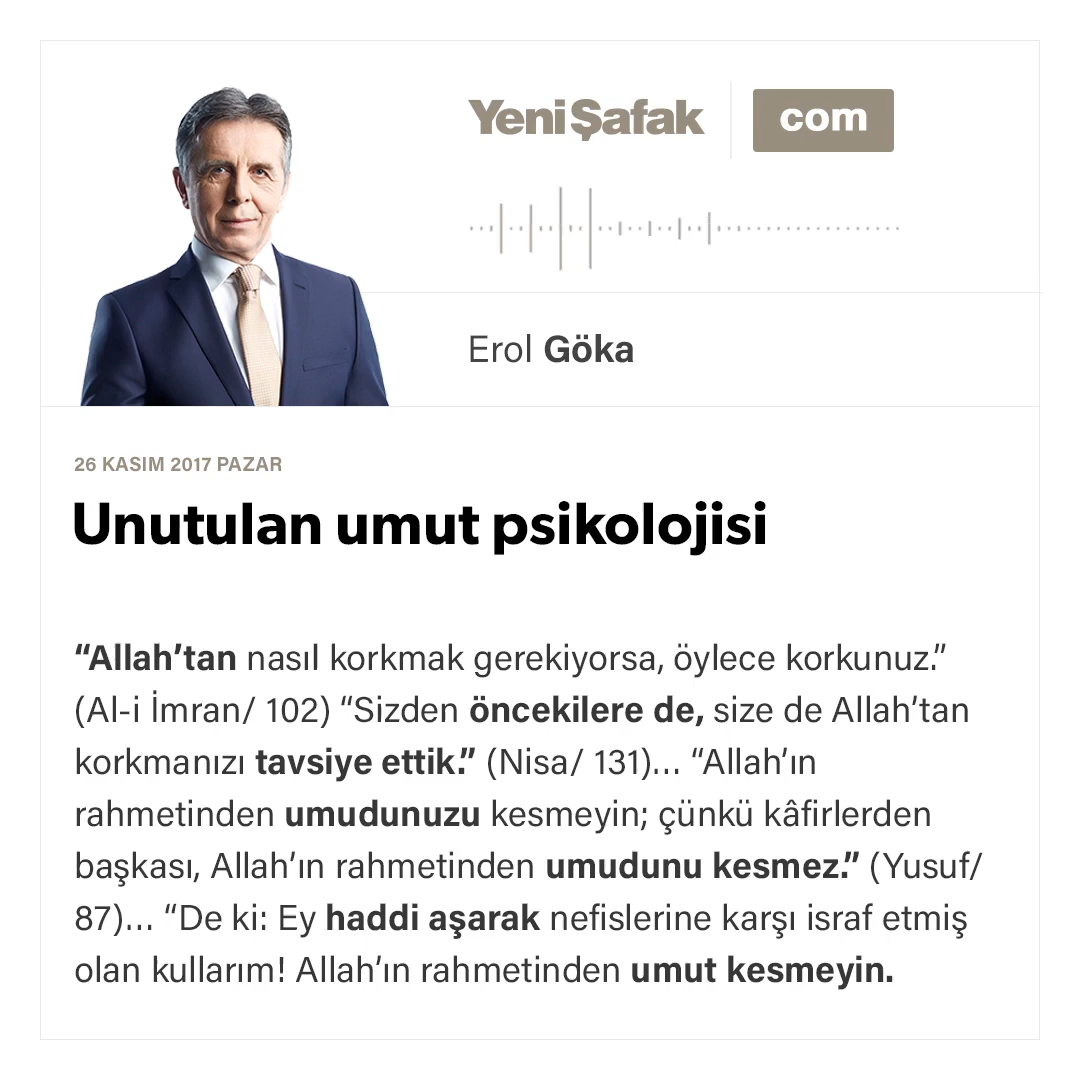 YeniŞafak com
Erol Göka
26 KASIM 2017 PAZAR
Unutulan umut psikolojisi
“Allah’tan nasıl korkmak gerekiyorsa, öylece korkunuz.”
(Al-i İmran/ 102) “Sizden öncekilere de, size de Allah’tan
korkmanızı tavsiye ettik.” (Nisa/ 131)… “Allah’ın
rahmetinden umudunuzu kesmeyin; çünkü kâfirlerden
başkası, Allah’ın rahmetinden umudunu kesmez.” (Yusuf/
87)… “De ki: Ey haddi aşarak nefislerine karşı israf etmiş
olan kullarım! Allah’ın rahmetinden umut kesmeyin.